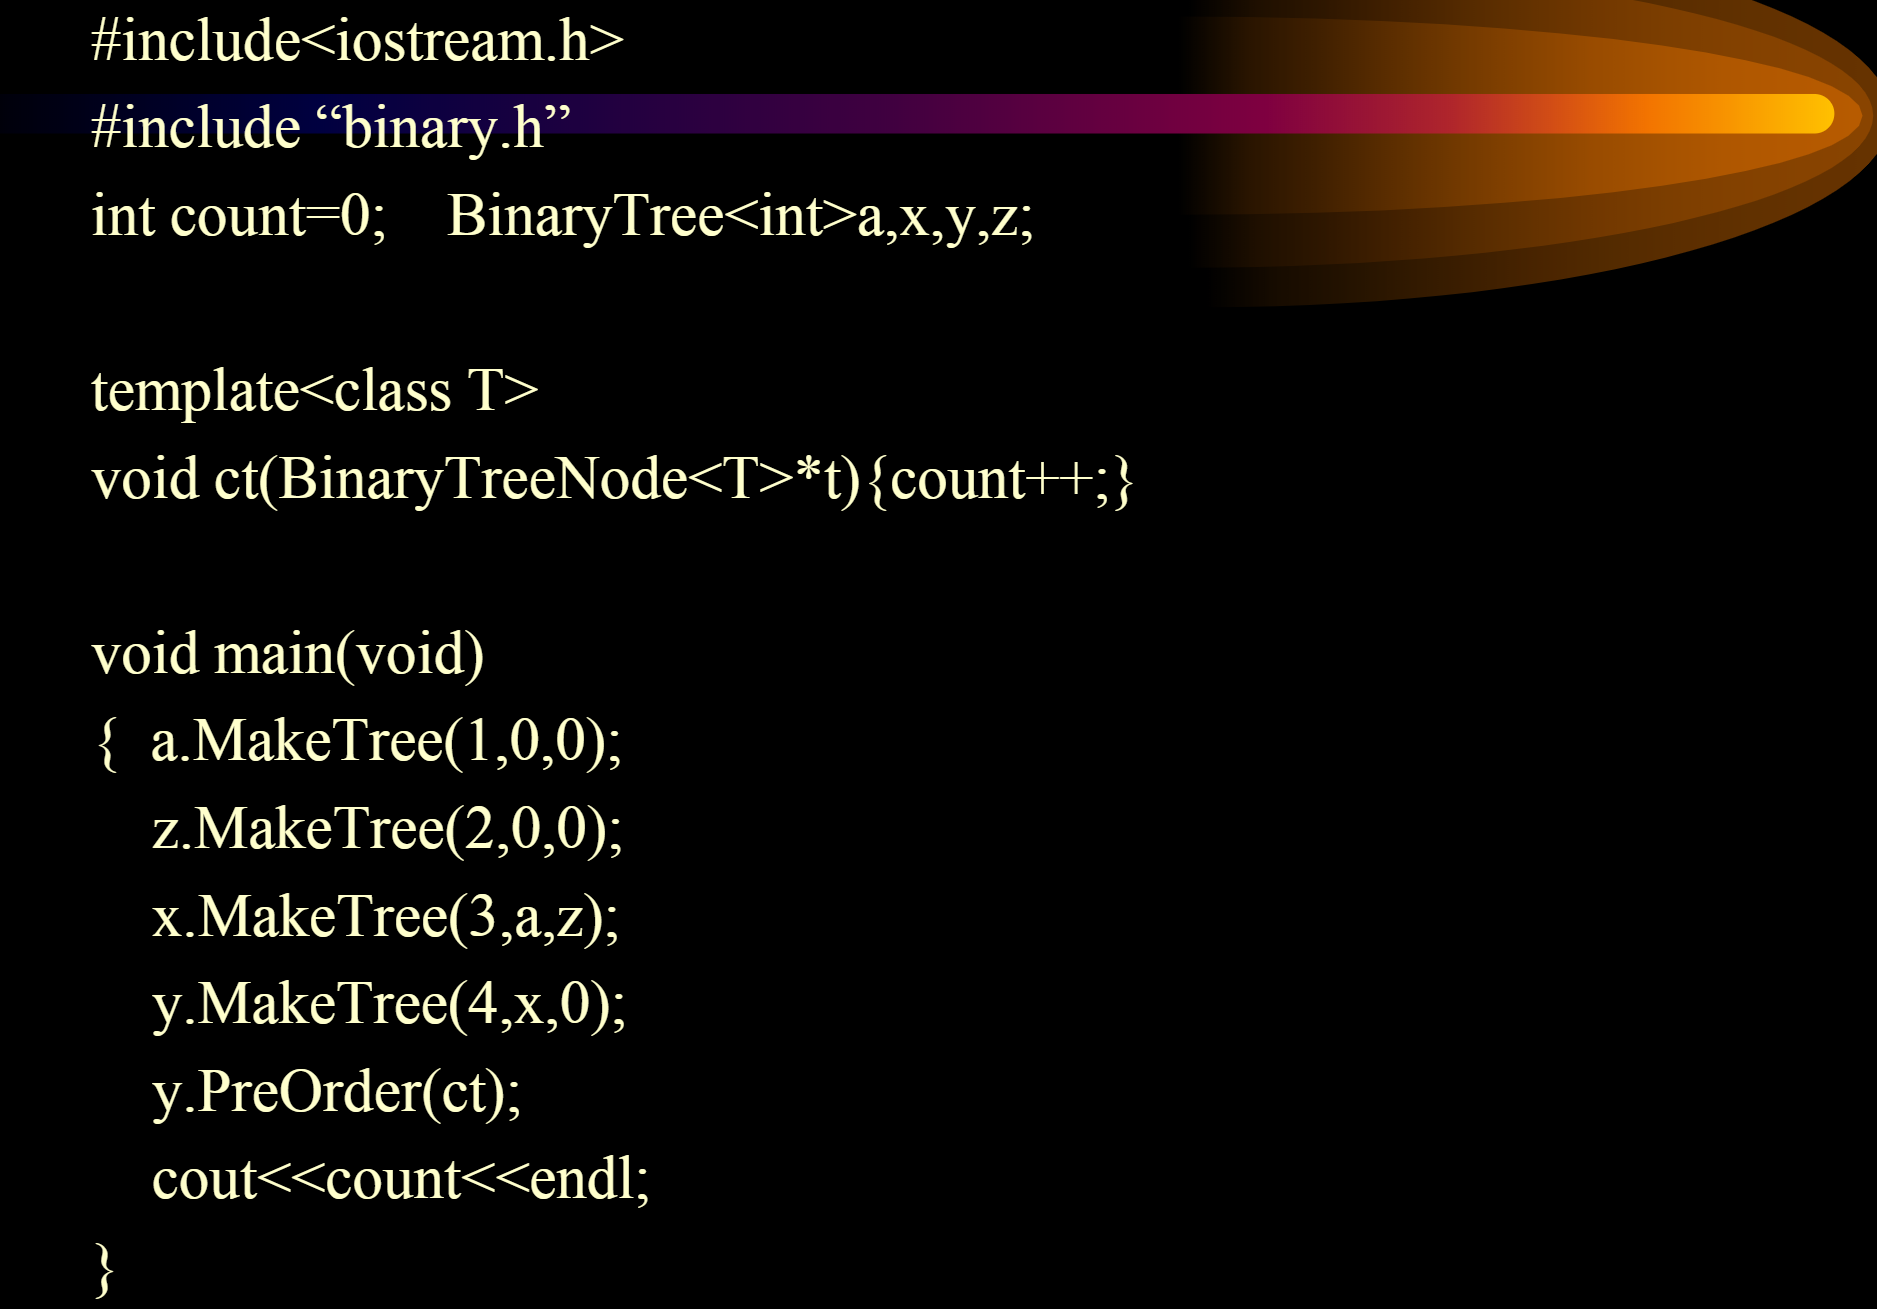 #include<iostream.h>
#include “binary.h”
int count=0;    BinaryTree<int>a,x,y,z;
template<class T>
void ct(BinaryTreeNode<T>*t){count++;}
void main(void)
{  a.MakeTree(1,0,0);
z.MakeTree(2,0,0);
x.MakeTree(3,a,z);
y.MakeTree(4,x,0);
y.PreOrder(ct);
cout<<count<<endl;
}